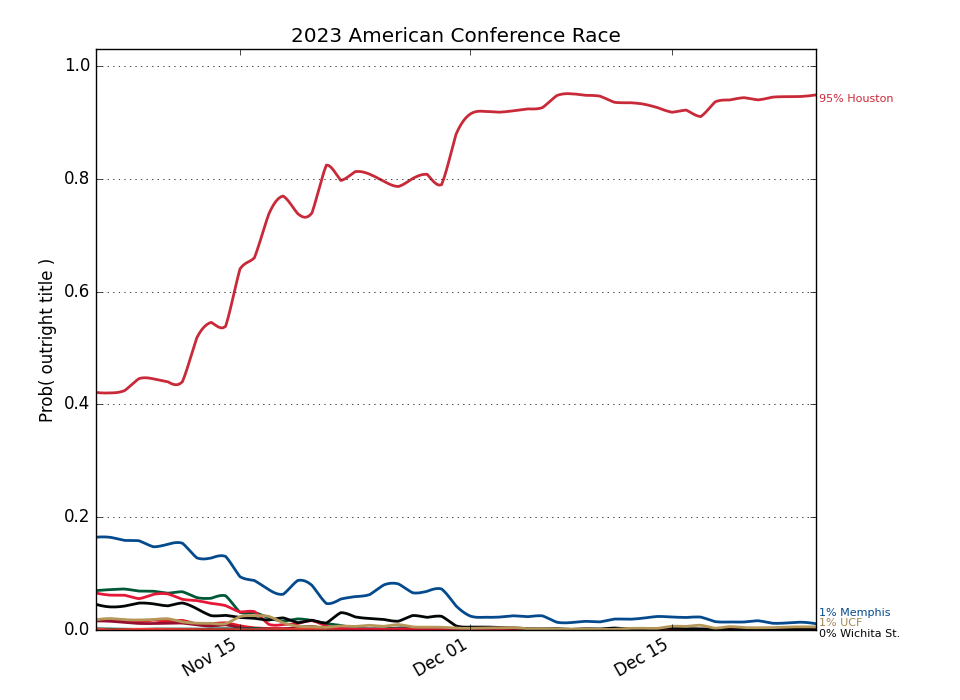 2023 American Conference Race
1.0
95% Houston
0.8
0.6
Prob( outright title )
0.4
0.2
1% Memphis
1% UCF
0.0
0% Wichita St.
Nov 15
Dec 01
Dec 15